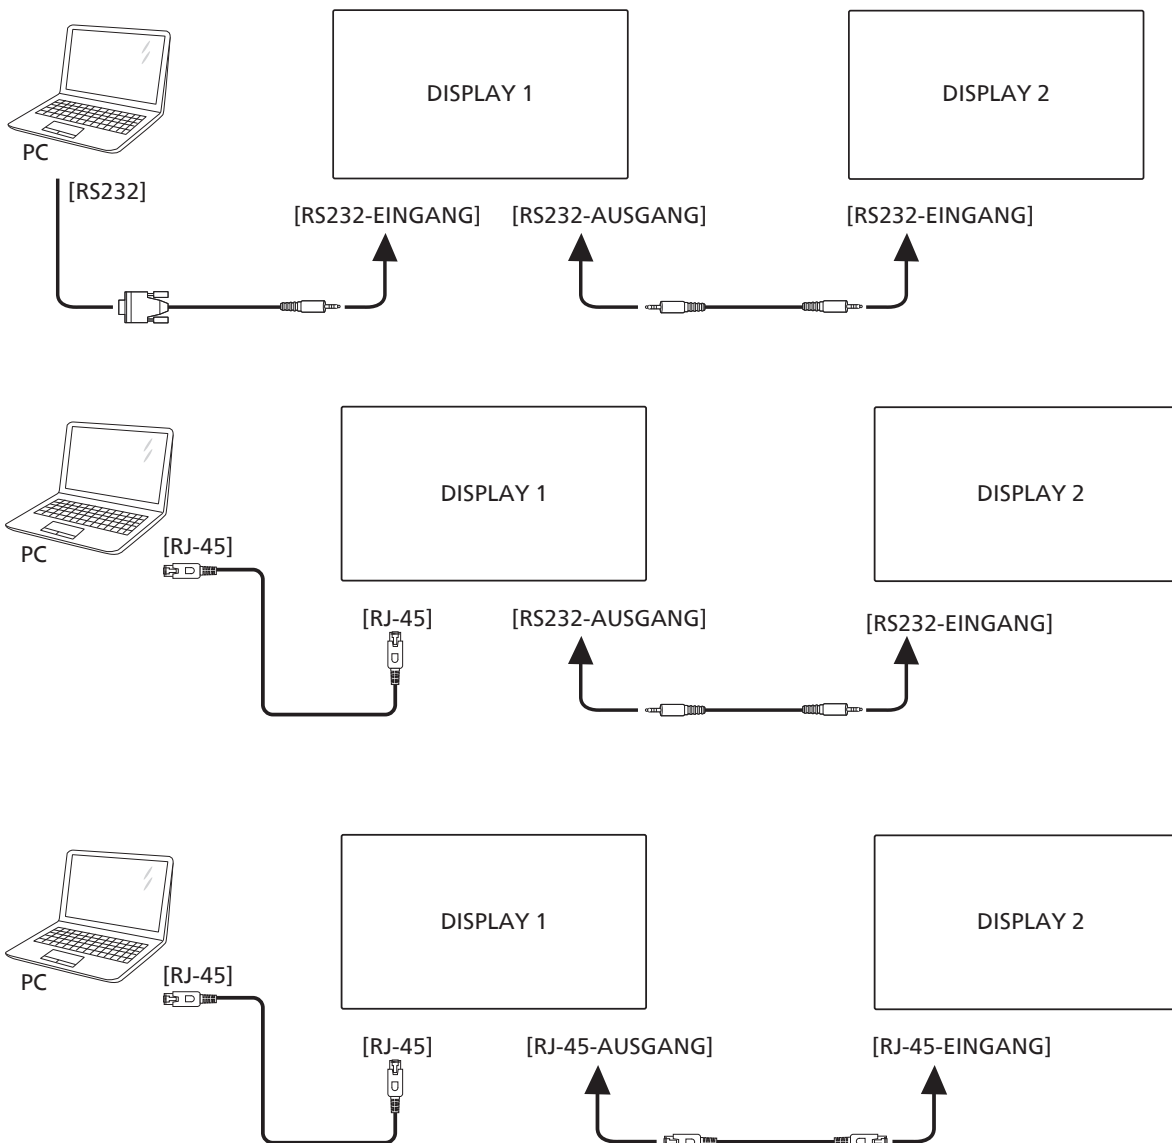 DISPLAY 1
DISPLAY 2
PC
[RS232]
[RS232-EINGANG]
[RS232-AUSGANG]
[RS232-EINGANG]
DISPLAY 1
DISPLAY 2
PC
[RJ-45]
[RJ-45]
[RS232-AUSGANG]
[RS232-EINGANG]
DISPLAY 1
DISPLAY 2
PC
[RJ-45]
[RJ-45]
[RJ-45-AUSGANG]
[RJ-45-EINGANG]